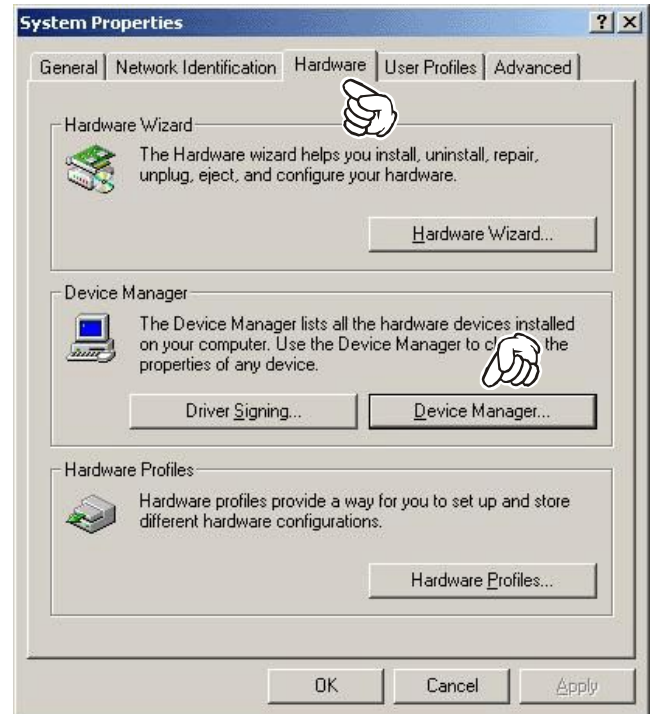 System Properties
General
Network Identification
Hardware
User Profiles
Advanced
Hardware Wizard
The Hardware wizard helps you install, uninstall, repair,
unplug, eject, and configure your hardware.
Hardware Wizard...
Device Manager
The Device Manager lists all the hardware devices installed
on your computer. Use the Device Manager to the
properties of any device.
Driver Signing...
Device Manager...
Hardware Profiles
Hardware profiles provide a way for you to set up and store
different hardware configurations.
Hardware Profiles...
OK
Cancel
Apply